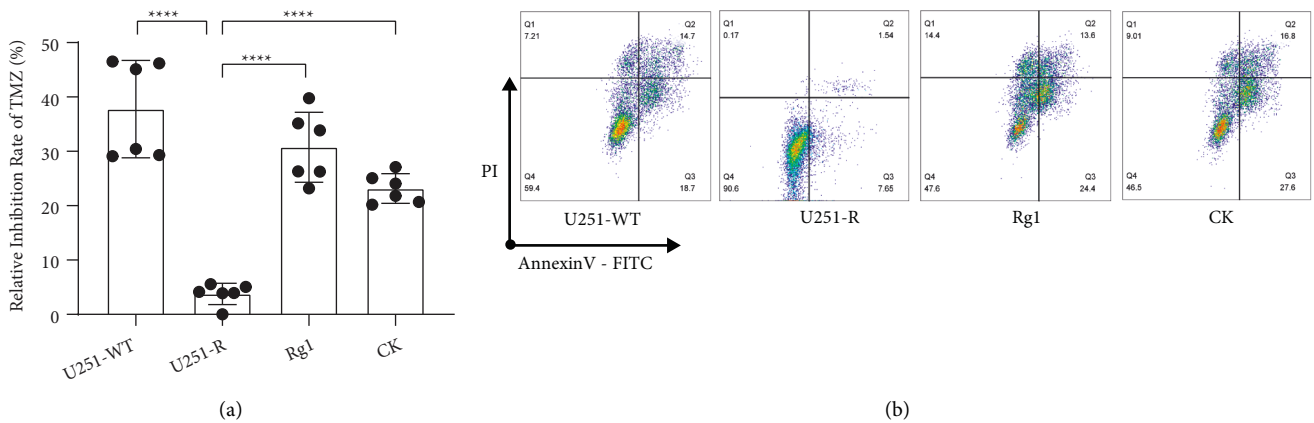 **** ****
****
Relative Inhibition Rate of TMZ (%)
50
40
30
20
10
0
U251-WT
U251-R
Rg1
CK
(a)
PI
Q1
7.21
Q2
14.7
Q4
59.4
Q3
18.7
U251-WT
Q1
0.17
Q2
1.54
Q4
90.6
Q3
7.65
U251-R
Q1
14.4
Q2
13.6
Q4
47.6
Q3
24.4
Rg1
Q1
9.01
Q2
16.8
Q4
46.5
Q3
27.6
CK
AnnexinV - FITC
(b)